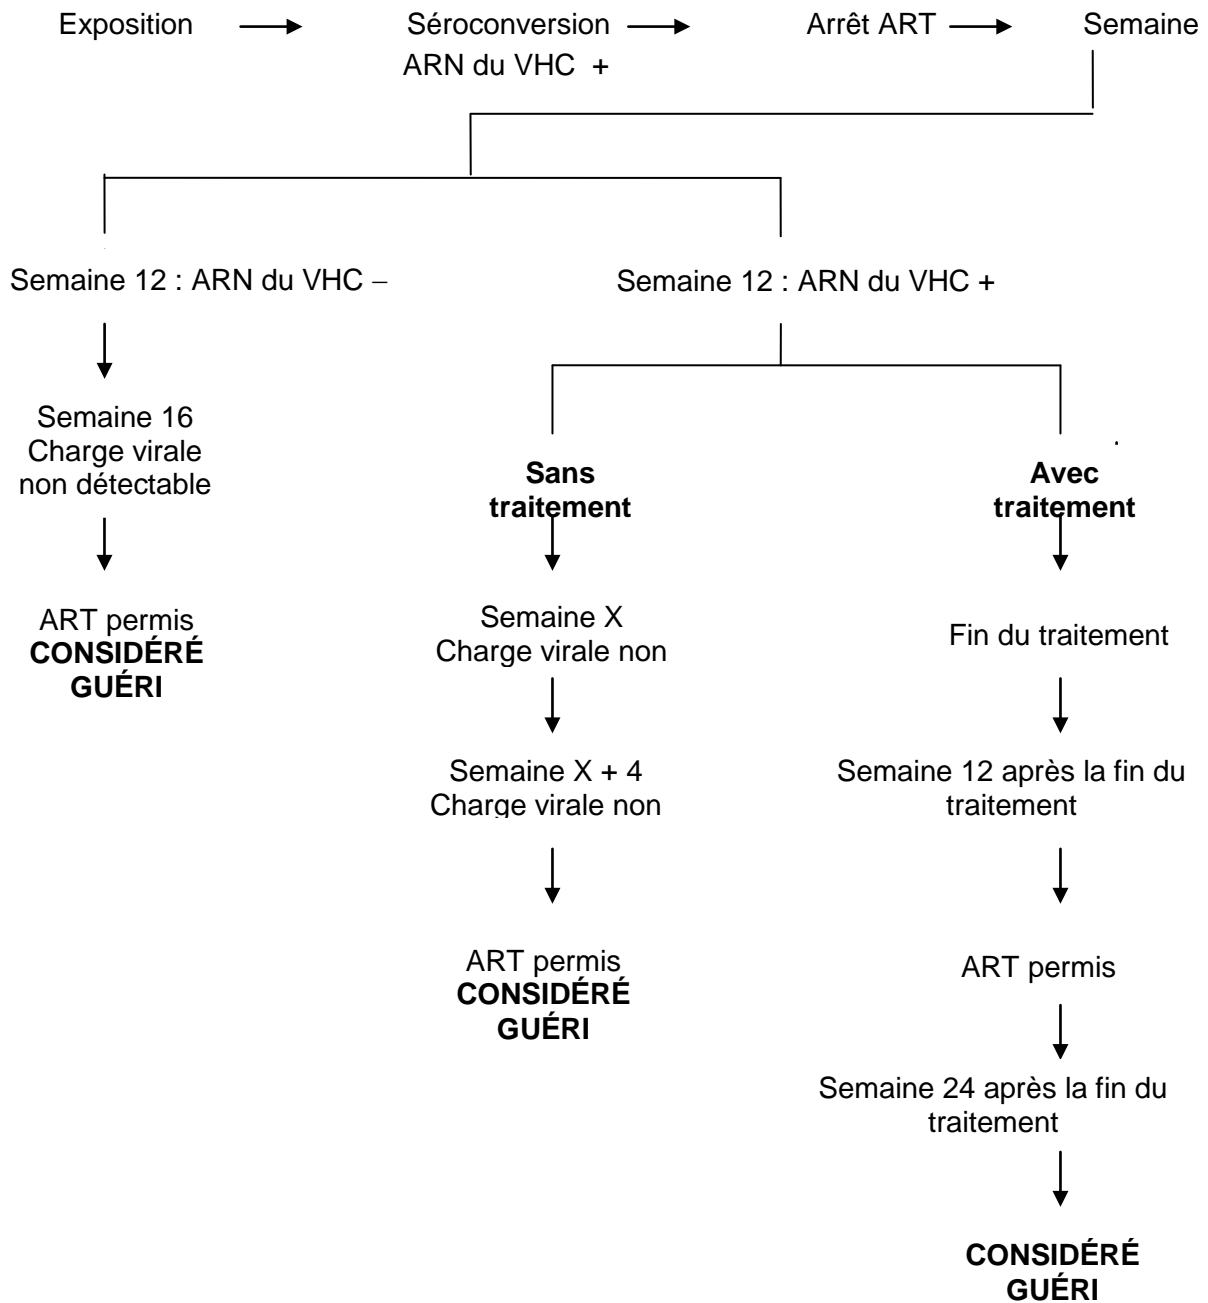 Exposition
Séroconversion
ARN du VHC +
Arrêt ART
Semaine
Semaine 12 : ARN du VHC –
Semaine 12 : ARN du VHC +
Semaine 16
Charge virale
non détectable
ART permis
CONSIDÉRÉ
GUÉRI
Sans
traitement
Semaine X
Charge virale non
Semaine X + 4
Charge virale non
ART permis
CONSIDÉRÉ
GUÉRI
Avec
traitement
Fin du traitement
Semaine 12 après la fin du
traitement
ART permis
Semaine 24 après la fin du
traitement
CONSIDÉRÉ
GUÉRI